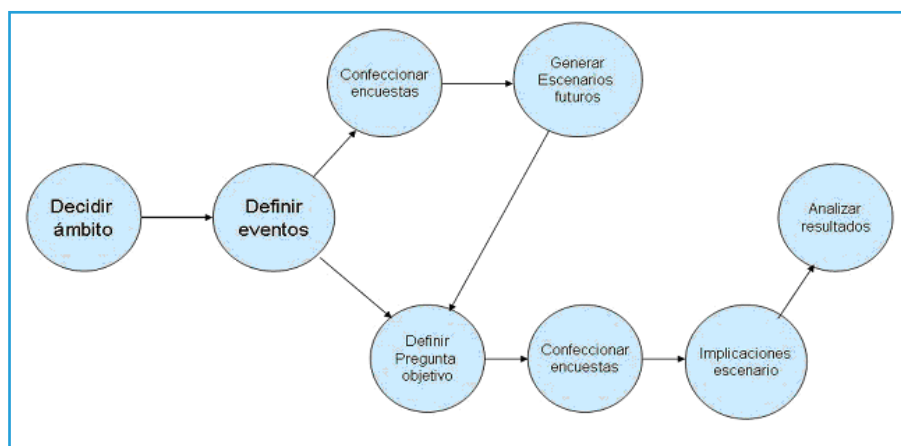 Confeccionar
encuestas
Generar
Escenarios
futuros
Decidir
ámbito
Definir
eventos
Analizar
resultados
Definir
Pregunta
objetivo
Confeccionar
encuestas
Implicaciones
escenario